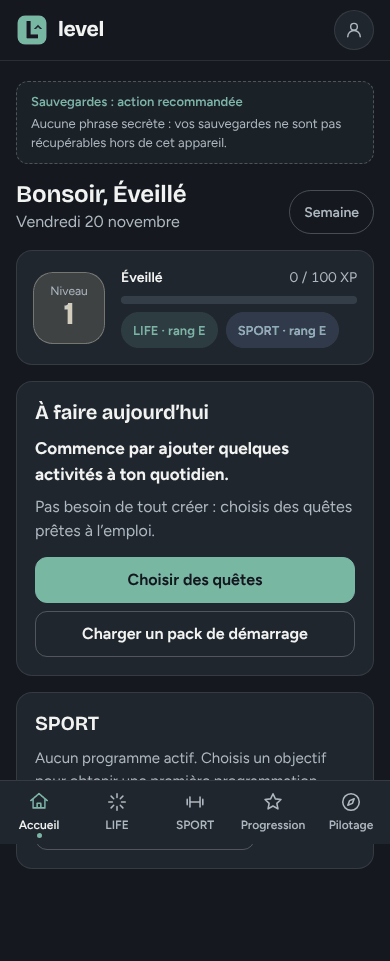 level
Sauvegardes : action recommandée
Aucune phrase secrète : vos sauvegardes ne sont pas
récupérables hors de cet appareil.
Bonsoir, Éveillé
Vendredi 20 novembre
Semaine
Niveau
1
Éveillé
0 / 100 XP
LIFE · rang E
SPORT · rang E
À faire aujourd’hui
Commence par ajouter quelques
activités à ton quotidien.
Pas besoin de tout créer : choisis des quêtes
prêtes à l’emploi.
Choisir des quêtes
Charger un pack de démarrage
SPORT
Aucun programme actif. Choisis un objectif
Accueil
LIFE
SPORT
Progression
Pilotage